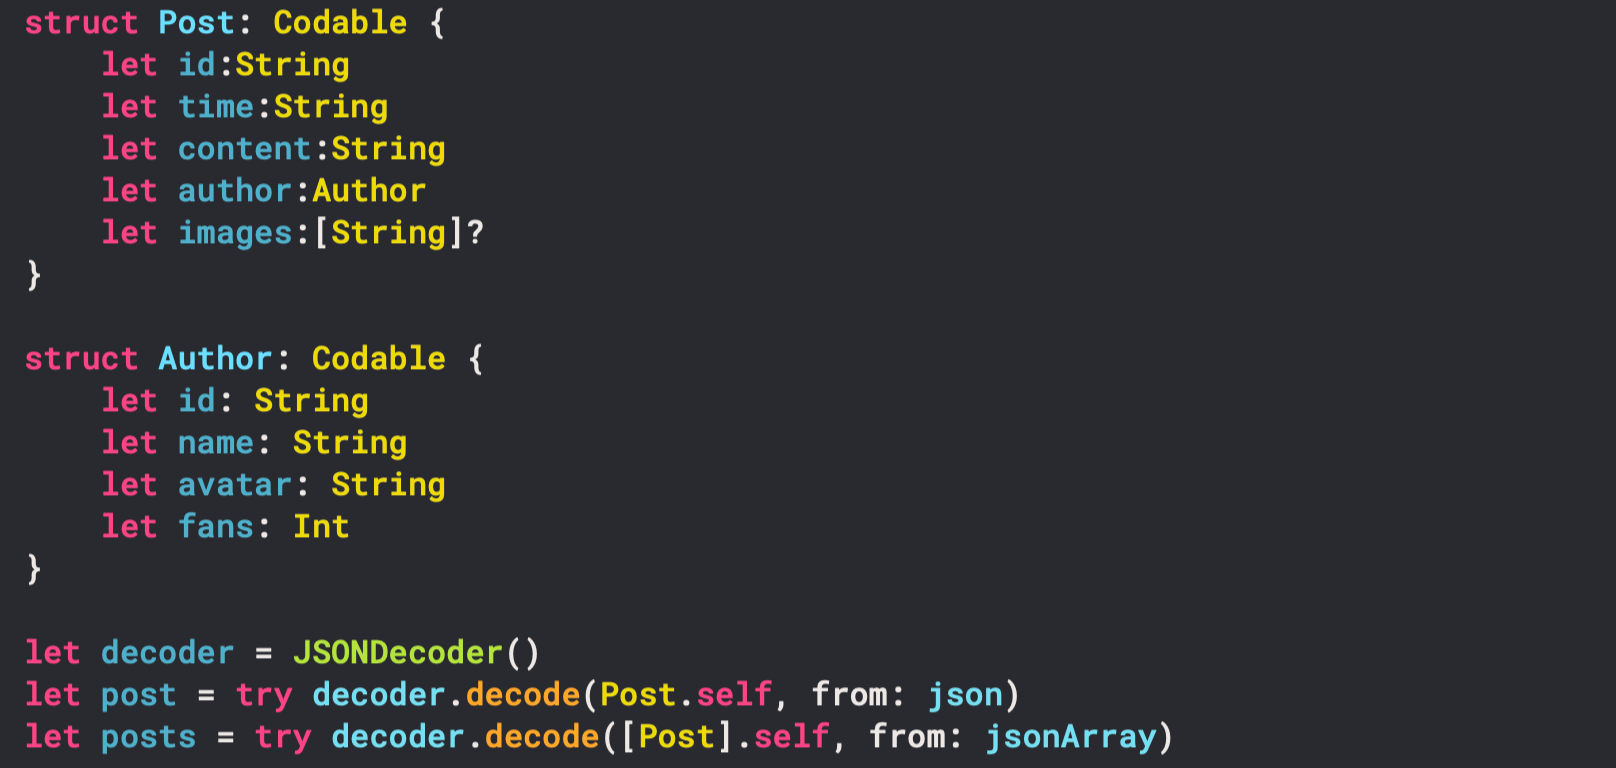 struct Post: Codable {
    let id:String
    let time:String
    let content:String
    let author:Author
    let images:[String]?
}

struct Author: Codable {
    let id: String
    let name: String
    let avatar: String
    let fans: Int
}

let decoder = JSONDecoder()
let post = try decoder.decode(Post.self, from: json)
let posts = try decoder.decode([Post].self, from: jsonArray)